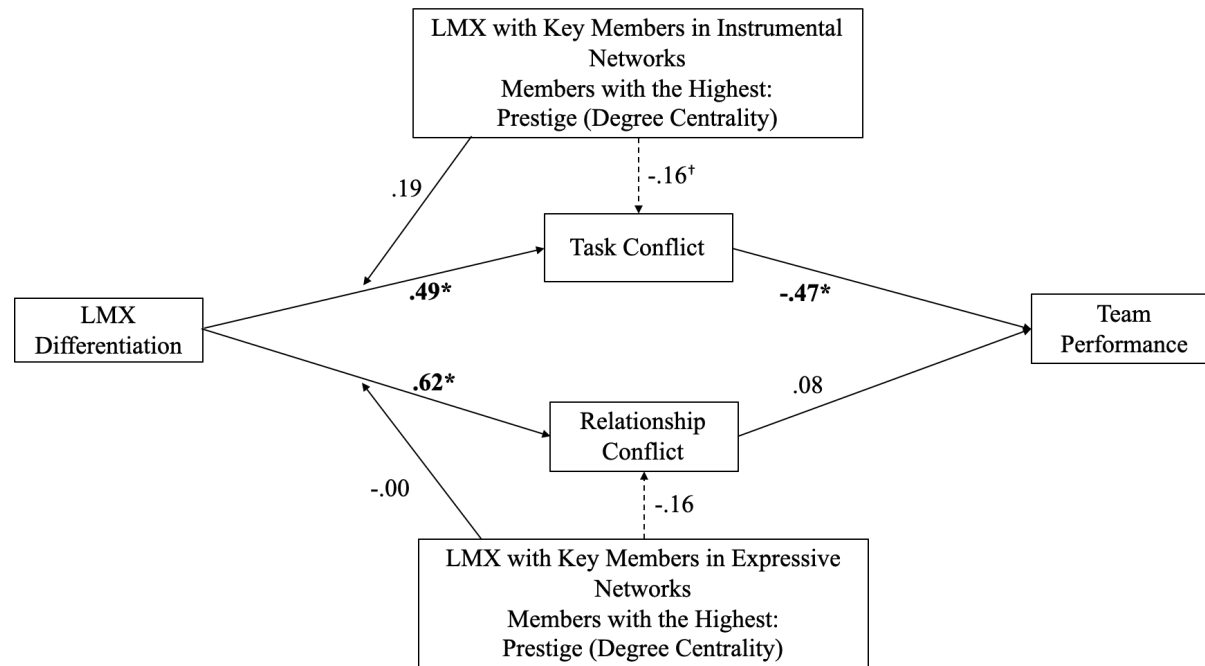 LMX with Key Members in Instrumental
Networks
Members with the Highest:
Prestige (Degree Centrality)
-.16†
.19
Task Conflict
.49*
-.47*
LMX
Differentiation
Team
Performance
.62*
.08
Relationship
Conflict
-.00
-.16
LMX with Key Members in Expressive
Networks
Members with the Highest:
Prestige (Degree Centrality)